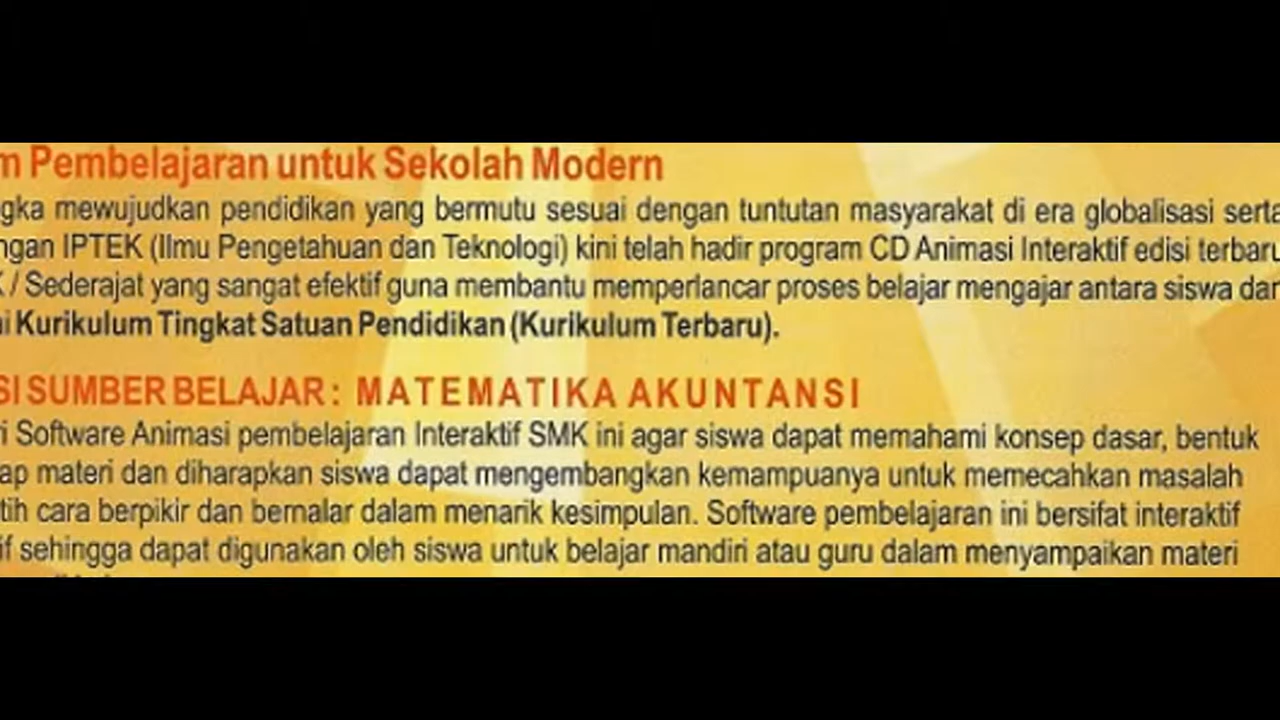 m Pembelajaran untuk Sekolah Modern
gka mewujudkan pendidikan yang bermutu sesuai dengan tuntutan masyarakat di era globalisasi serta
ngan IPTEK (Ilmu Pengetahuan dan Teknologi) kini telah hadir program CD Animasi Interaktif edisi terbaru
K / Sederajat yang sangat efektif guna membantu memperlancar proses belajar mengajar antara siswa dan
i Kurikulum Tingkat Satuan Pendidikan (Kurikulum Terbaru).
SI SUMBER BELAJAR : MATEMATIKA AKUNTANSI
ri Software Animasi pembelajaran Interaktif SMK ini agar siswa dapat memahami konsep dasar, bentuk
ap materi dan diharapkan siswa dapat mengembangkan kemampuanya untuk memecahkan masalah
tih cara berpikir dan bernalar dalam menarik kesimpulan. Software pembelajaran ini bersifat interaktif
if sehingga dapat digunakan oleh siswa untuk belajar mandiri atau guru dalam menyampaikan materi